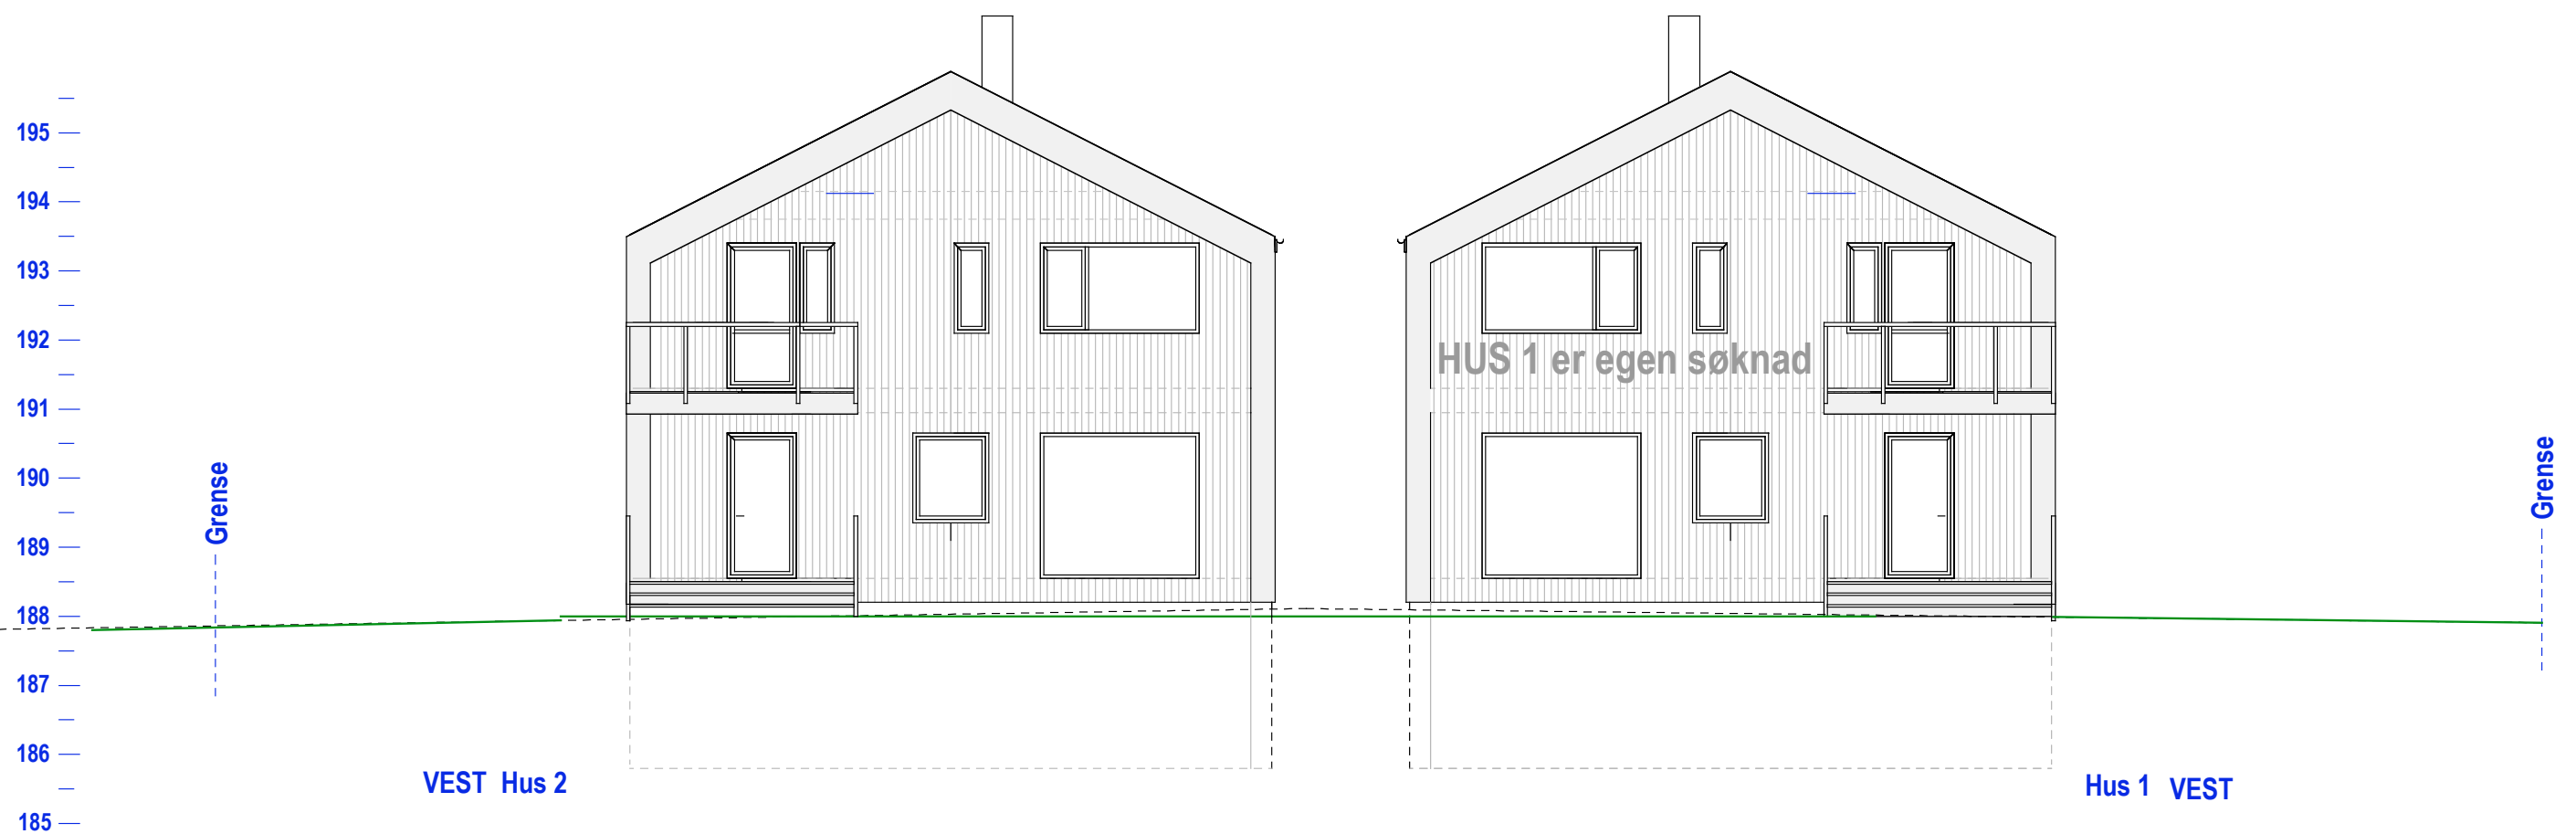 195
194
193
192
191
190
189
188
187
186
185
Grense
HUS 1 er egen søknad
Grense
VEST Hus 2
Hus 1 VEST